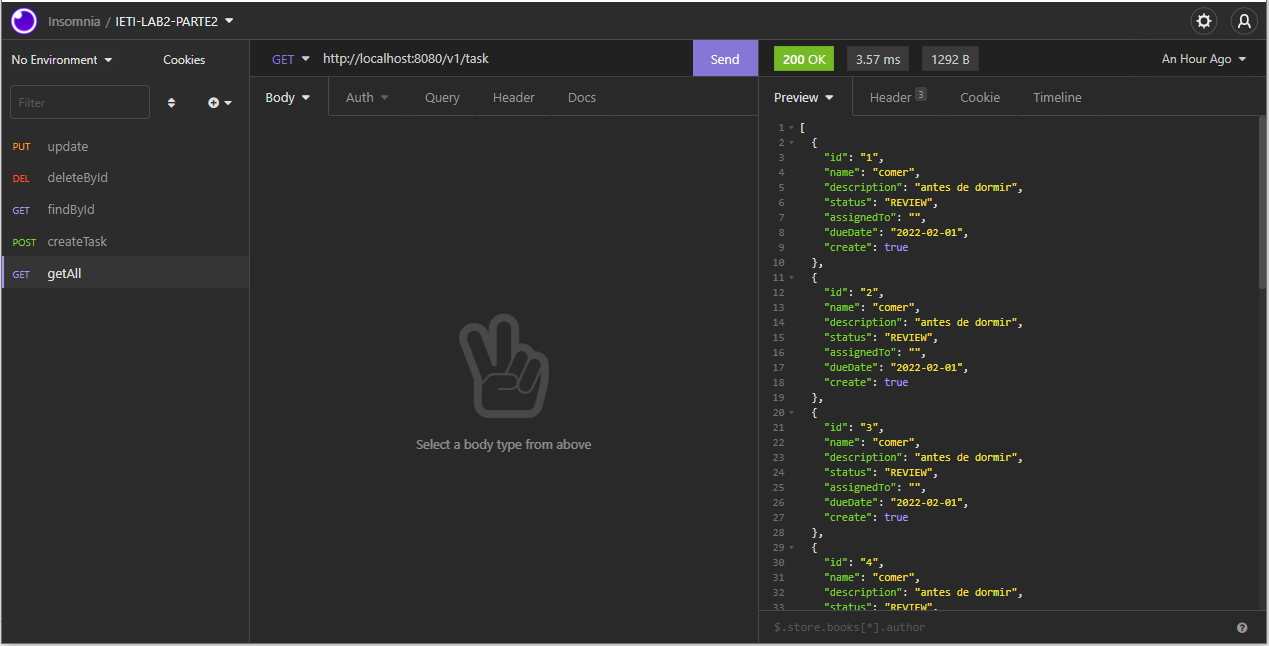 Insomnia / IETI-LAB2-PARTE2
No Environment Cookies
Filter
PUT update
DEL deleteById
GET findById
POST createTask
GET getAll
GET http://localhost:8080/v1/task Send
Body Auth Query Header Docs
Select a body type from above
200 OK 3.57 ms 1292 B An Hour Ago
Preview Header 3 Cookie Timeline
1 [
2 {
3 "id": "1",
4 "name": "comer",
5 "description": "antes de dormir",
6 "status": "REVIEW",
7 "assignedTo": "",
8 "dueDate": "2022-02-01",
9 "create": true
10 },
11 {
12 "id": "2",
13 "name": "comer",
14 "description": "antes de dormir",
15 "status": "REVIEW",
16 "assignedTo": "",
17 "dueDate": "2022-02-01",
18 "create": true
19 },
20 {
21 "id": "3",
22 "name": "comer",
23 "description": "antes de dormir",
24 "status": "REVIEW",
25 "assignedTo": "",
26 "dueDate": "2022-02-01",
27 "create": true
28 },
29 {
30 "id": "4",
31 "name": "comer",
32 "description": "antes de dormir",
33 "status": "REVIEW",
$.store.books[*].author